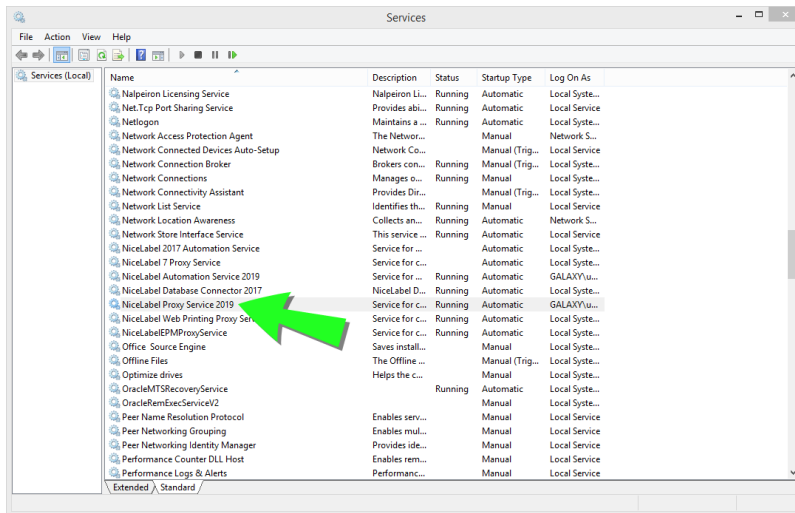 Services
File Action View Help
Services (Local)
Name Description Status Startup Type Log On As
Nalpeiron Licensing Service Nalpeiron Li... Running Automatic Local Syste...
Net.Tcp Port Sharing Service Provides abi... Running Automatic Local Service
Netlogon Maintains a ... Running Automatic Local Syste...
Network Access Protection Agent The Networ... Manual Network S...
Network Connected Devices Auto-Setup Network Co... Manual (Trig... Local Service
Network Connection Broker Brokers con... Running Manual (Trig... Local Syste...
Network Connections Manages o... Running Manual Local Syste...
Network Connectivity Assistant Provides Dir... Manual (Trig... Local Syste...
Network List Service Identifies th... Running Manual Local Service
Network Location Awareness Collects an... Running Automatic Network S...
Network Store Interface Service This service ... Running Automatic Local Service
NiceLabel 2017 Automation Service Service for ... Automatic Local Syste...
NiceLabel 7 Proxy Service Service for c... Automatic Local Syste...
NiceLabel Automation Service 2019 Service for ... Running Automatic GALAXY\u...
NiceLabel Database Connector 2017 NiceLabel D... Running Automatic Local Syste...
NiceLabel Proxy Service 2019 Service for c... Running Automatic GALAXY\u...
NiceLabel Web Printing Proxy Service for c... Running Automatic Local Syste...
NiceLabelEPMProxyService Service for c... Running Automatic Local Syste...
Office Source Engine Saves install... Manual Local Syste...
Offline Files The Offline ... Manual (Trig... Local Syste...
Optimize drives Helps the c... Manual Local Syste...
OracleMTSRecoveryService Running Automatic Local Syste...
OracleRemExecServiceV2 Manual Local Syste...
Peer Name Resolution Protocol Enables serv... Manual Local Service
Peer Networking Grouping Enables mul... Manual Local Service
Peer Networking Identity Manager Provides ide... Manual Local Service
Performance Counter DLL Host Enables rem... Manual Local Service
Performance Logs & Alerts Performanc... Manual Local Service
Extended Standard